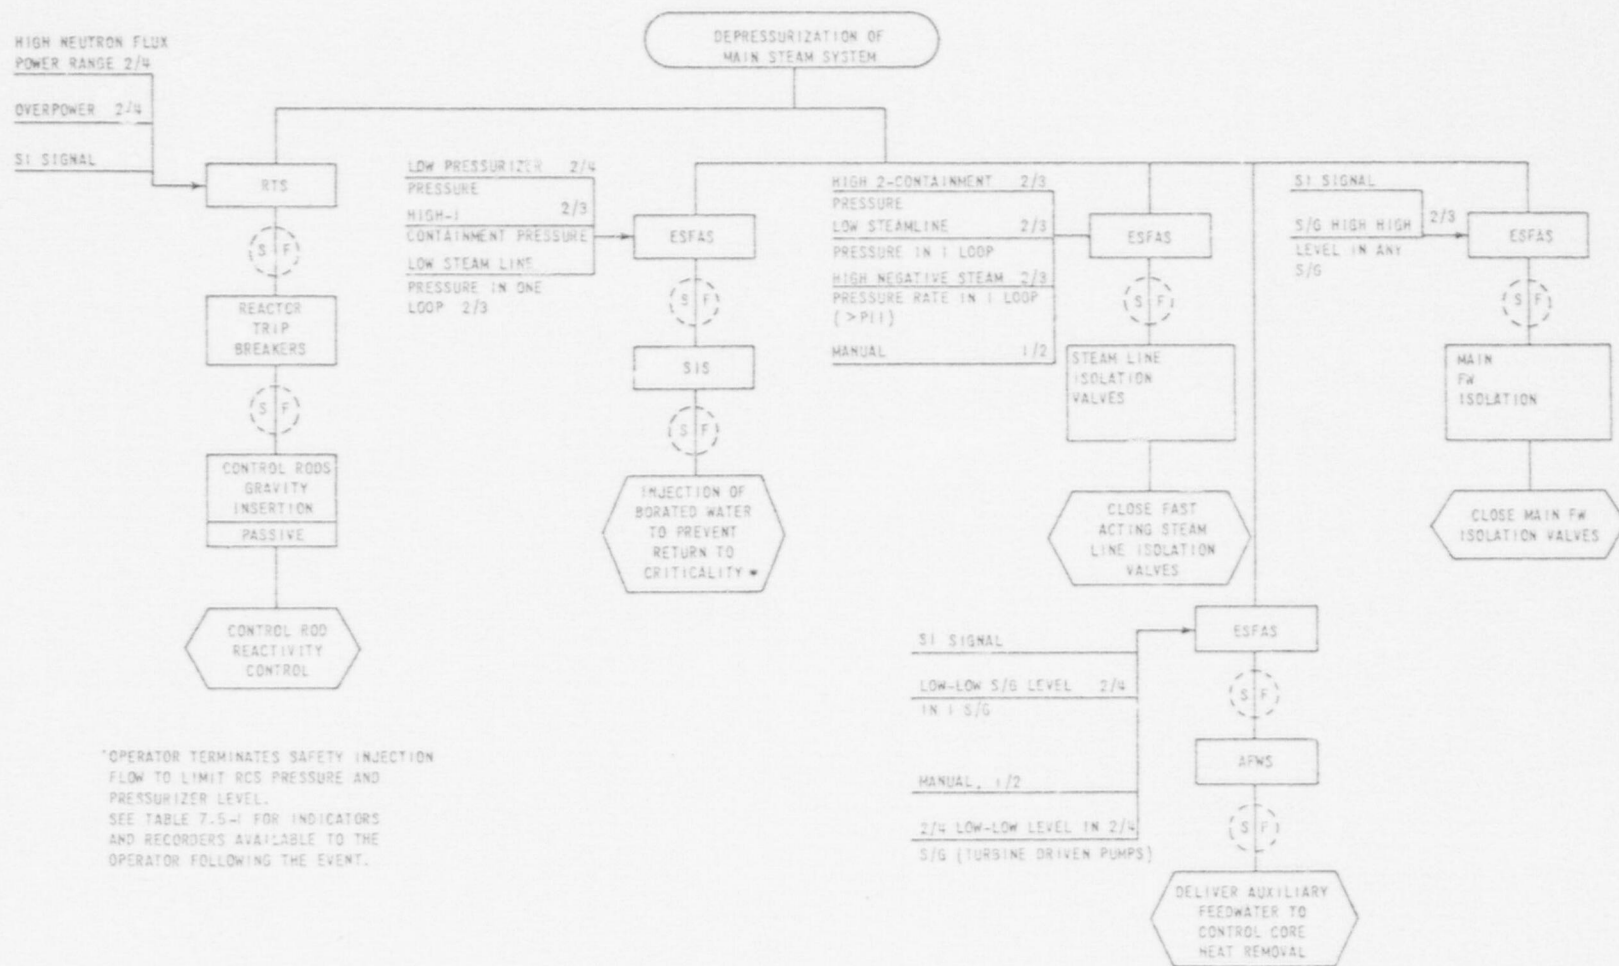 DEPRESSURIZATION OF
MAIN STEAM SYSTEM
HIGH NEUTRON FLUX
POWER RANGE 2/4
OVERPOWER 2/4
SI SIGNAL
RTS
S F
REACTOR
TRIP
BREAKERS
S F
CONTROL RODS
GRAVITY
INSERTION
PASSIVE
CONTROL ROD
REACTIVITY
CONTROL
LOW PRESSURIZER 2/4
PRESSURE
HIGH-1 2/3
CONTAINMENT PRESSURE
LOW STEAM LINE
PRESSURE IN ONE
LOOP 2/3
ESFAS
S F
SIS
S F
INJECTION OF
BORATED WATER
TO PREVENT
RETURN TO
CRITICALITY *
HIGH 2-CONTAINMENT 2/3
PRESSURE
LOW STEAMLINE 2/3
PRESSURE IN 1 LOOP
HIGH NEGATIVE STEAM 2/3
PRESSURE RATE IN 1 LOOP
(>P11)
MANUAL 1/2
ESFAS
S F
STEAM LINE
ISOLATION
VALVES
CLOSE FAST
ACTING STEAM
LINE ISOLATION
VALVES
SI SIGNAL
S/G HIGH HIGH 2/3
LEVEL IN ANY
S/G
ESFAS
S F
MAIN
FW
ISOLATION
CLOSE MAIN FW
ISOLATION VALVES
SI SIGNAL
LOW-LOW S/G LEVEL 2/4
IN 1 S/G
MANUAL, 1/2
2/4 LOW-LOW LEVEL IN 2/4
S/G (TURBINE DRIVEN PUMPS)
ESFAS
S F
AFWS
S F
DELIVER AUXILIARY
FEEDWATER TO
CONTROL CORE
HEAT REMOVAL
*OPERATOR TERMINATES SAFETY INJECTION
FLOW TO LIMIT RCS PRESSURE AND
PRESSURIZER LEVEL.
SEE TABLE 7.5-1 FOR INDICATORS
AND RECORDERS AVAILABLE TO THE
OPERATOR FOLLOWING THE EVENT.